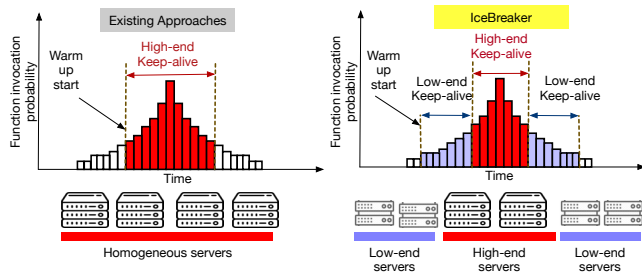 Existing Approaches
High-end
Keep-alive
Warm
up
start
Function invocation
probability
Time
Homogeneous servers
IceBreaker
High-end
Keep-alive
Low-end
Keep-alive
Low-end
Keep-alive
Warm
up
start
Function invocation
probability
Time
Low-end
servers
High-end
servers
Low-end
servers